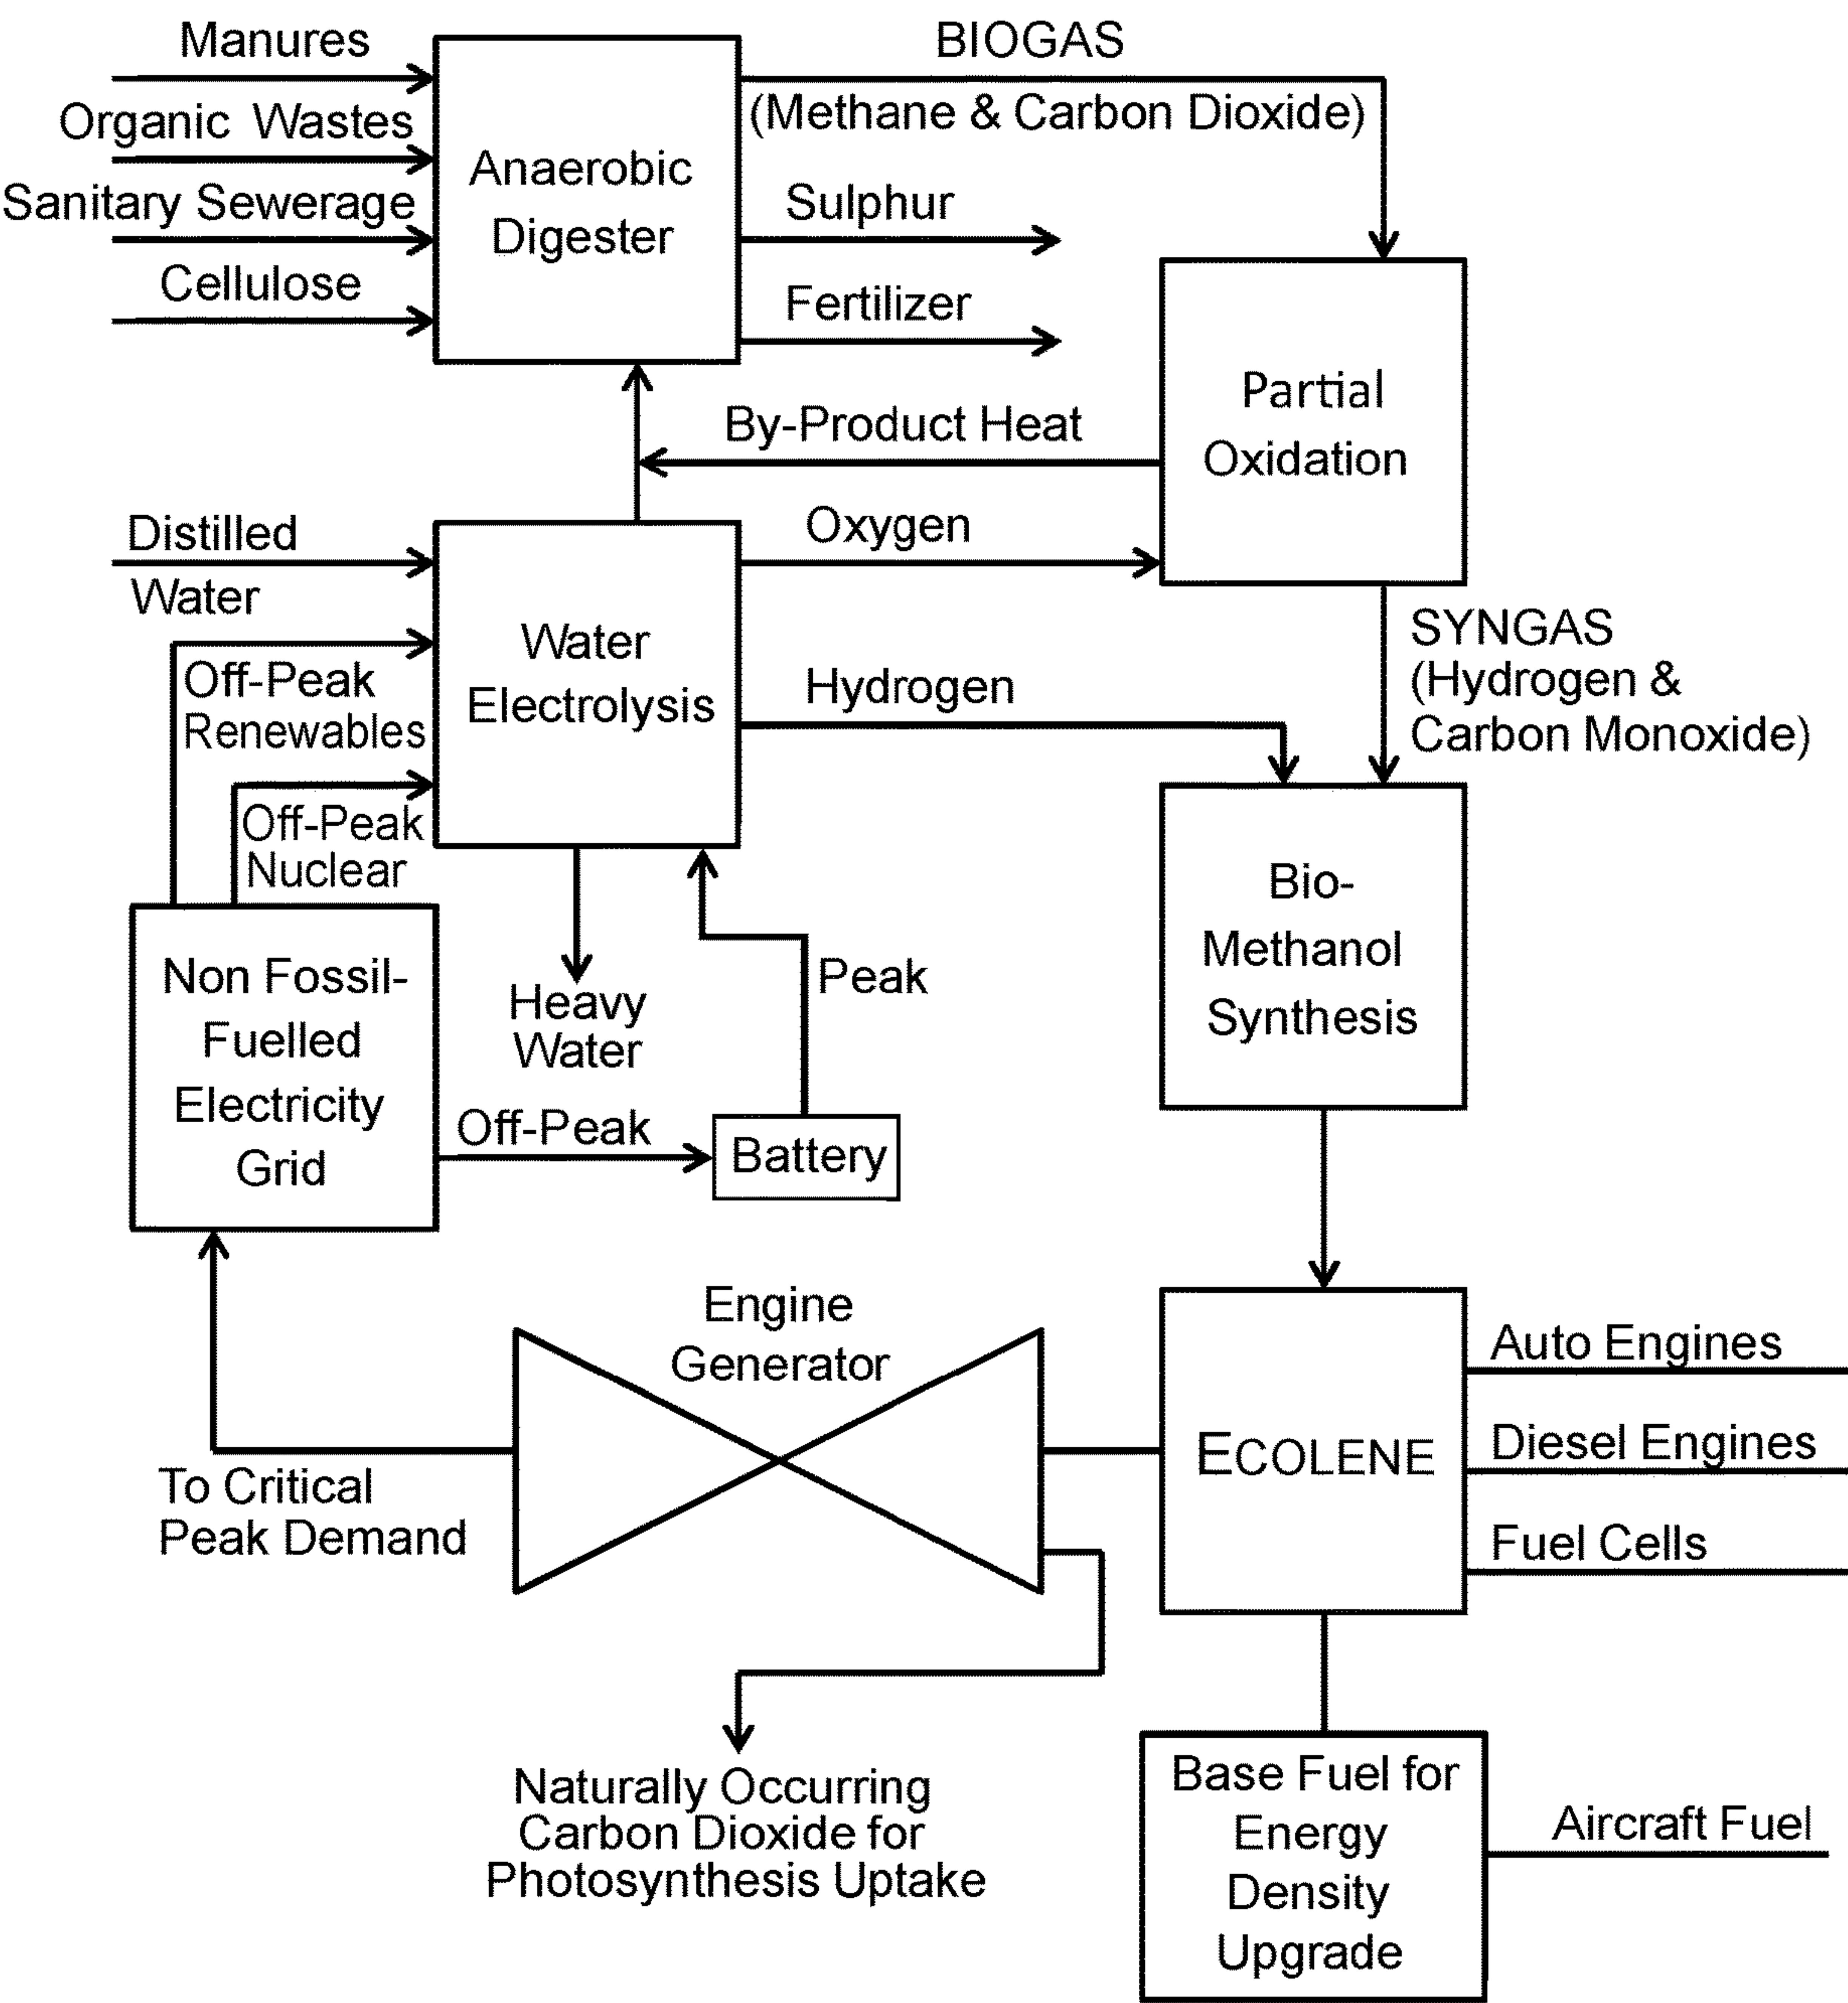 Manures
Organic Wastes
Sanitary Sewerage
Cellulose
Anaerobic
Digester
BIOGAS
(Methane & Carbon Dioxide)
Sulphur
Fertilizer
Partial
Oxidation
By-Product Heat
Oxygen
Distilled
Water
Water
Electrolysis
Off-Peak
Renewables
Off-Peak
Nuclear
Hydrogen
SYNGAS
(Hydrogen &
Carbon Monoxide)
Bio-
Methanol
Synthesis
Non Fossil-
Fuelled
Electricity
Grid
Heavy
Water
Peak
Off-Peak
Battery
Engine
Generator
To Critical
Peak Demand
ECOLENE
Auto Engines
Diesel Engines
Fuel Cells
Naturally Occurring
Carbon Dioxide for
Photosynthesis Uptake
Base Fuel for
Energy
Density
Upgrade
Aircraft Fuel